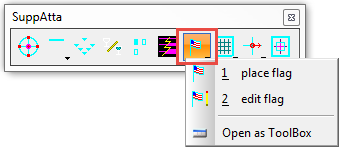 SuppAtta
1 place flag
2 edit flag
Open as ToolBox